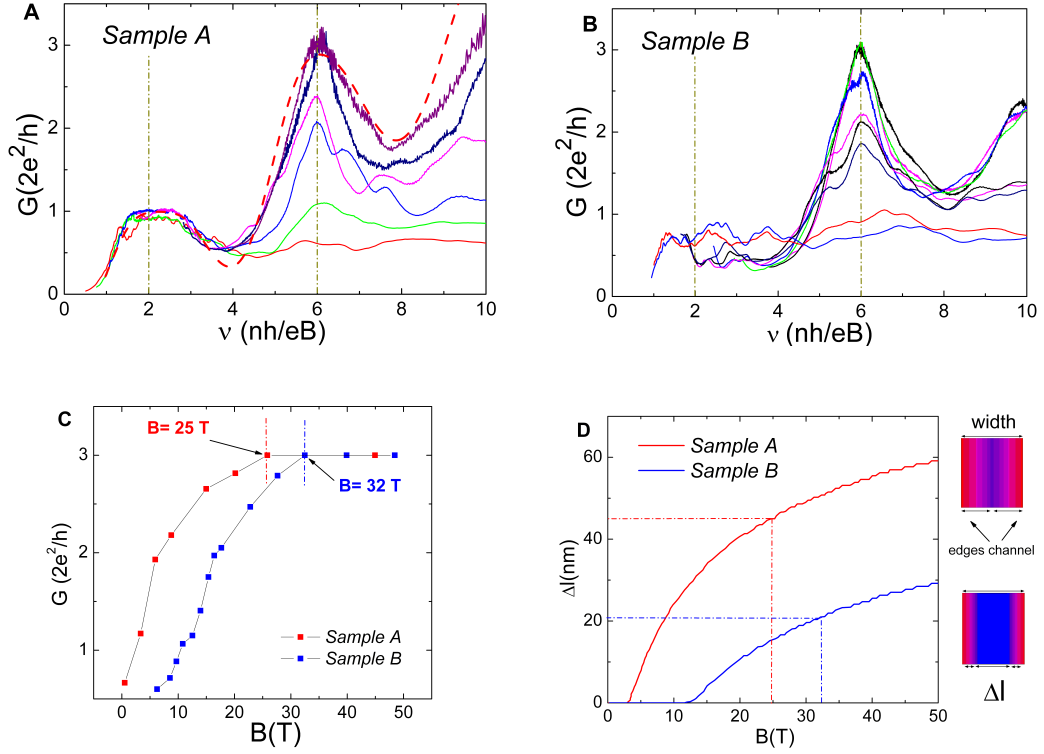 A
Sample A
G(2e²/h)
3
2
1
0
0 2 4 6 8 10
ν (nh/eB)
B
Sample B
G (2e²/h)
3
2
1
0
0 2 4 6 8 10
ν (nh/eB)
C
B= 25 T
B= 32 T
G (2e²/h)
3
2
1
Sample A
Sample B
0 10 20 30 40 50
B(T)
D
Sample A
Sample B
Δl(nm)
60
40
20
0
0 10 20 30 40 50
B(T)
width
edges channel
Δl